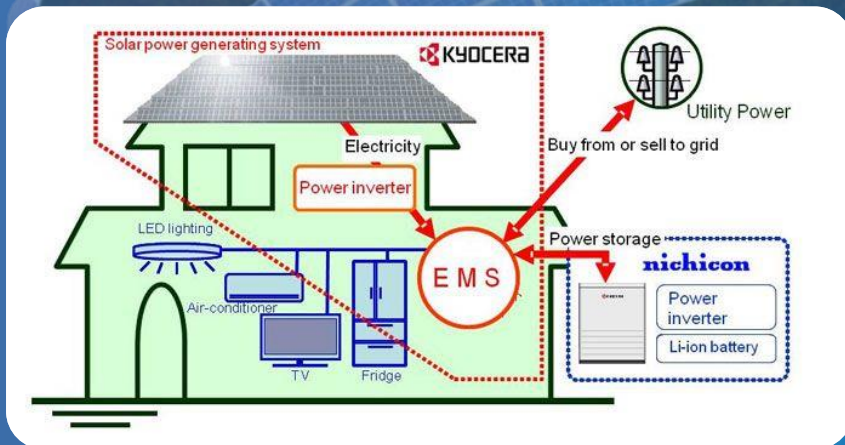 Solar power generating system
KYOCERA
Utility Power
Electricity
Buy from or sell to grid
Power inverter
LED lighting
Power storage
EMS
nichicon
Air-conditioner
Power
inverter
Li-ion battery
TV
Fridge